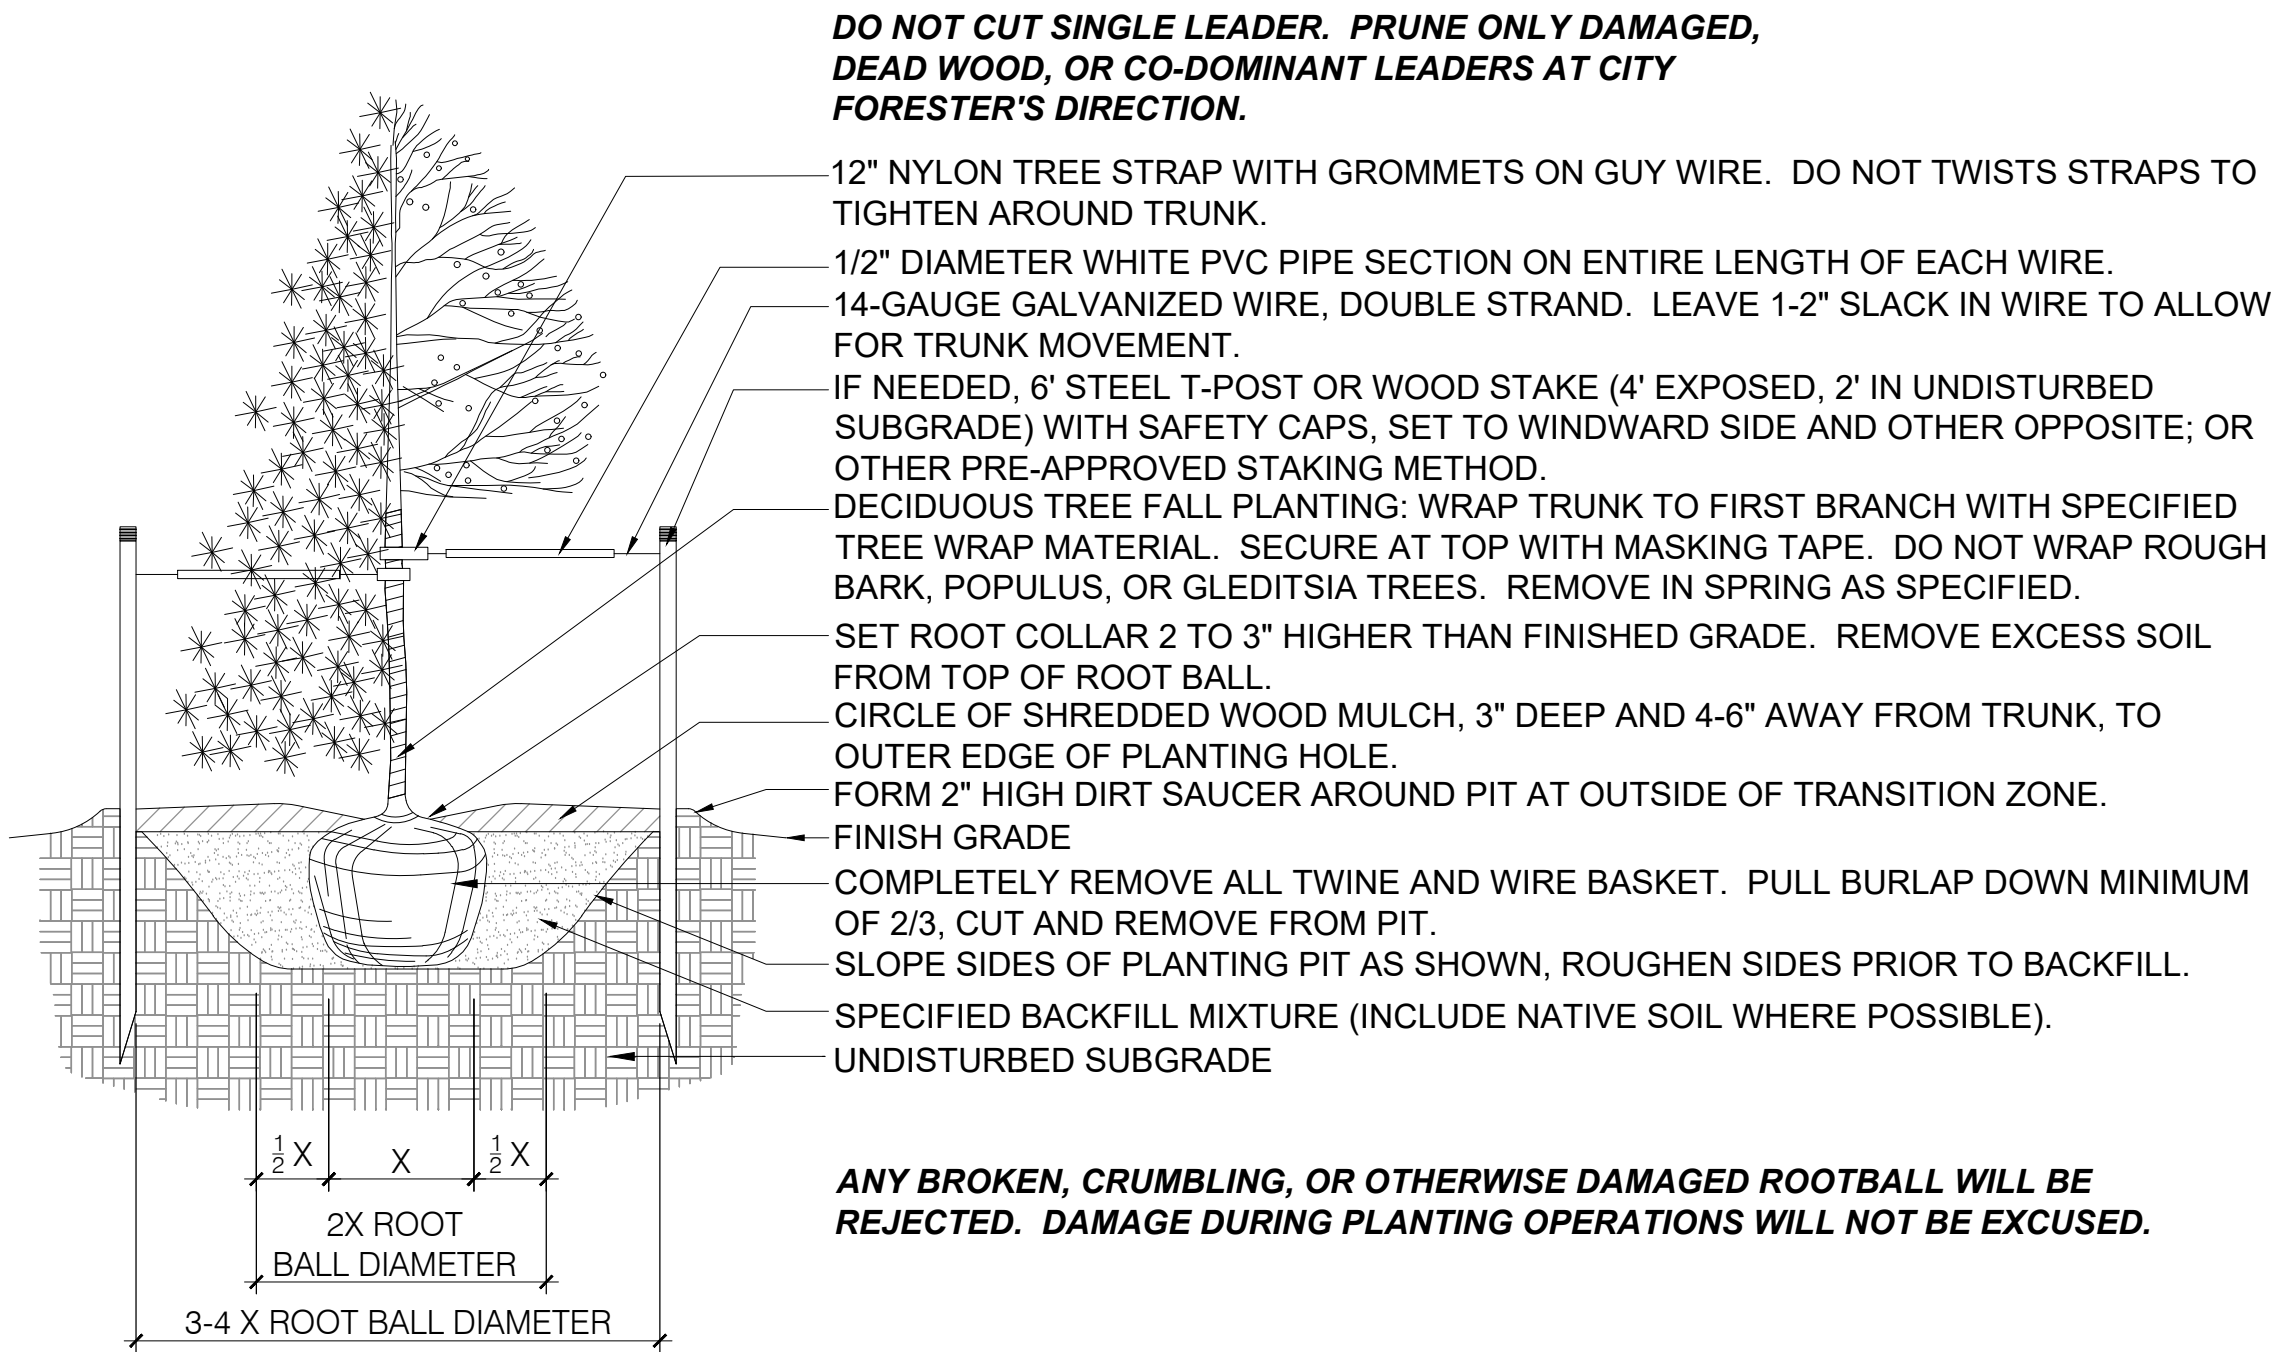 DO NOT CUT SINGLE LEADER.  PRUNE ONLY DAMAGED,
DEAD WOOD, OR CO-DOMINANT LEADERS AT CITY
FORESTER'S DIRECTION.
12" NYLON TREE STRAP WITH GROMMETS ON GUY WIRE.  DO NOT TWISTS STRAPS TO
TIGHTEN AROUND TRUNK.
1/2" DIAMETER WHITE PVC PIPE SECTION ON ENTIRE LENGTH OF EACH WIRE.
14-GAUGE GALVANIZED WIRE, DOUBLE STRAND.  LEAVE 1-2" SLACK IN WIRE TO ALLOW
FOR TRUNK MOVEMENT.
IF NEEDED, 6' STEEL T-POST OR WOOD STAKE (4' EXPOSED, 2' IN UNDISTURBED
SUBGRADE) WITH SAFETY CAPS, SET TO WINDWARD SIDE AND OTHER OPPOSITE; OR
OTHER PRE-APPROVED STAKING METHOD.
DECIDUOUS TREE FALL PLANTING: WRAP TRUNK TO FIRST BRANCH WITH SPECIFIED
TREE WRAP MATERIAL.  SECURE AT TOP WITH MASKING TAPE.  DO NOT WRAP ROUGH
BARK, POPULUS, OR GLEDITSIA TREES.  REMOVE IN SPRING AS SPECIFIED.
SET ROOT COLLAR 2 TO 3" HIGHER THAN FINISHED GRADE.  REMOVE EXCESS SOIL
FROM TOP OF ROOT BALL.
CIRCLE OF SHREDDED WOOD MULCH, 3" DEEP AND 4-6" AWAY FROM TRUNK, TO
OUTER EDGE OF PLANTING HOLE.
FORM 2" HIGH DIRT SAUCER AROUND PIT AT OUTSIDE OF TRANSITION ZONE.
FINISH GRADE
COMPLETELY REMOVE ALL TWINE AND WIRE BASKET.  PULL BURLAP DOWN MINIMUM
OF 2/3, CUT AND REMOVE FROM PIT.
SLOPE SIDES OF PLANTING PIT AS SHOWN, ROUGHEN SIDES PRIOR TO BACKFILL.
SPECIFIED BACKFILL MIXTURE (INCLUDE NATIVE SOIL WHERE POSSIBLE).
UNDISTURBED SUBGRADE
½ X X ½ X
2X ROOT
BALL DIAMETER
3-4 X ROOT BALL DIAMETER
ANY BROKEN, CRUMBLING, OR OTHERWISE DAMAGED ROOTBALL WILL BE
REJECTED.  DAMAGE DURING PLANTING OPERATIONS WILL NOT BE EXCUSED.